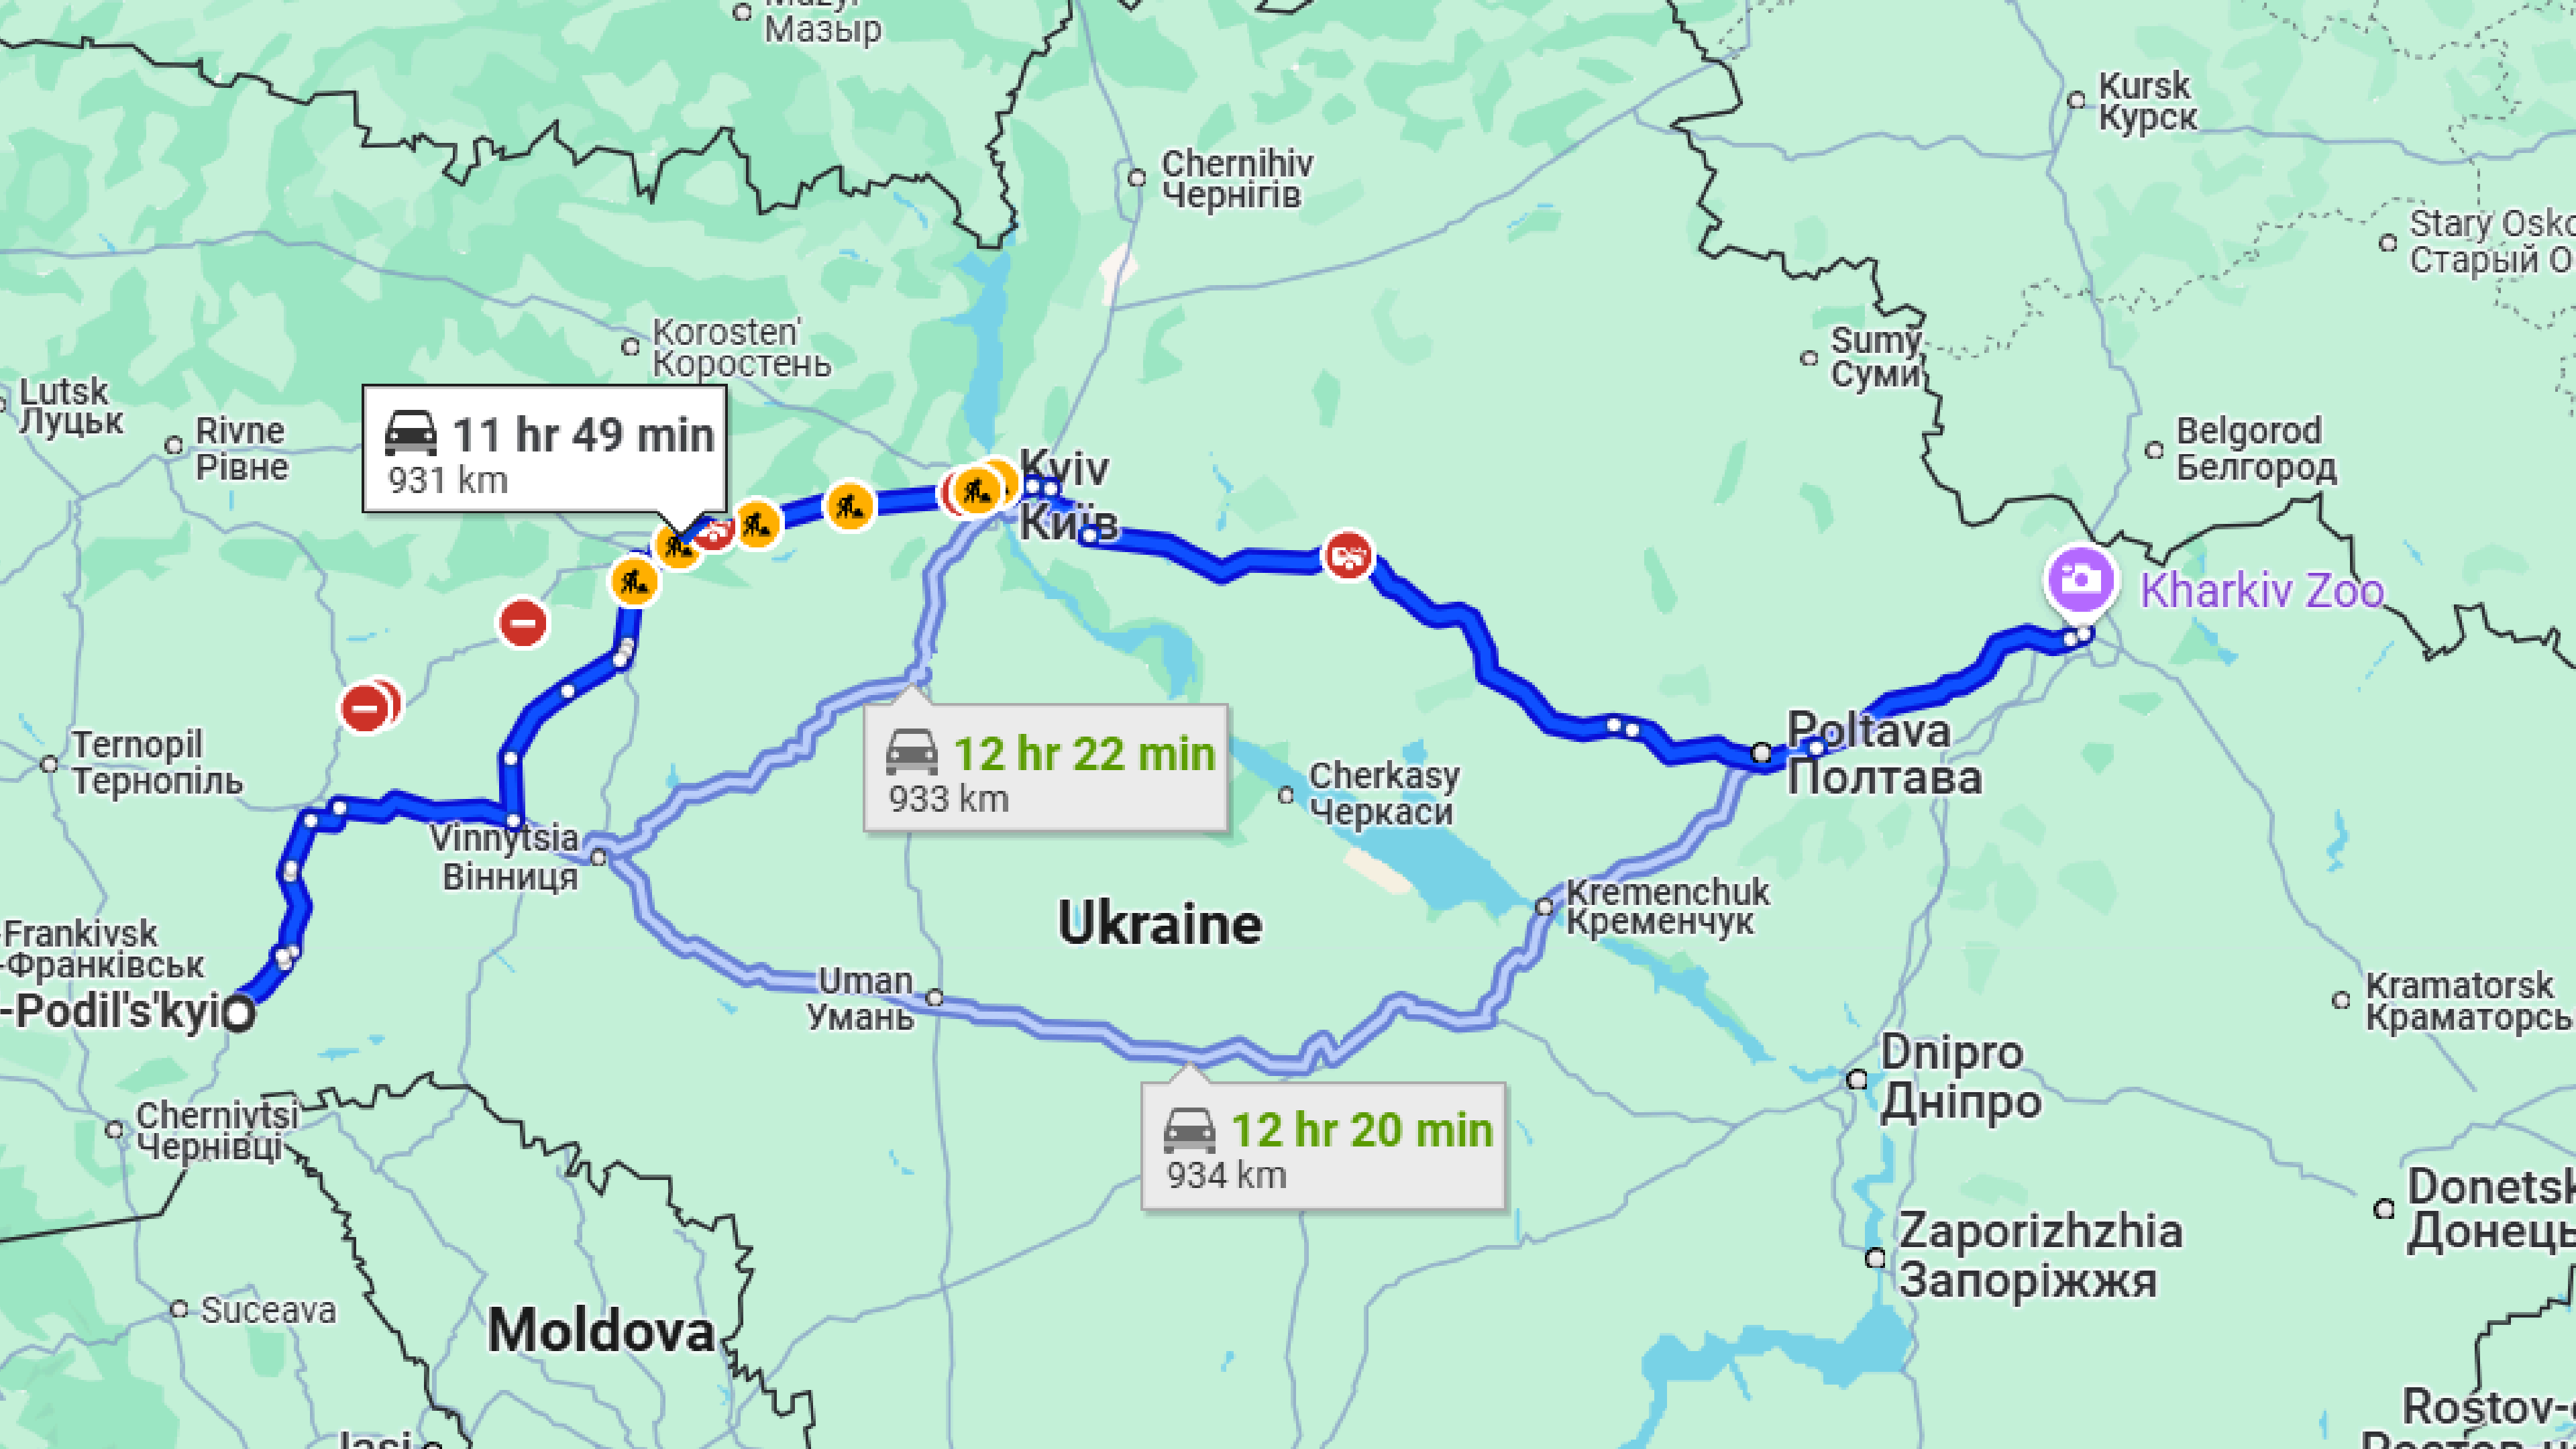 Мазыр
Kursk
Курск
Chernihiv
Чернігів
Stary Osko
Старый О
Korosten'
Коростень
Sumy
Суми
Lutsk
Луцьк
Rivne
Рівне
11 hr 49 min
931 km
Belgorod
Белгород
Kyiv
Київ
Kharkiv Zoo
Ternopil
Тернопіль
12 hr 22 min
933 km
Poltava
Полтава
Cherkasy
Черкаси
Vinnytsia
Вінниця
Ukraine
Kremenchuk
Кременчук
-Frankivsk
-Франківськ
-Podil's'kyi
Uman
Умань
Kramatorsk
Краматорсь
Dnipro
Дніпро
Chernivtsi
Чернівці
12 hr 20 min
934 km
Donetsk
Донець
Zaporizhzhia
Запоріжжя
Suceava
Moldova
Rostov-
Iasi